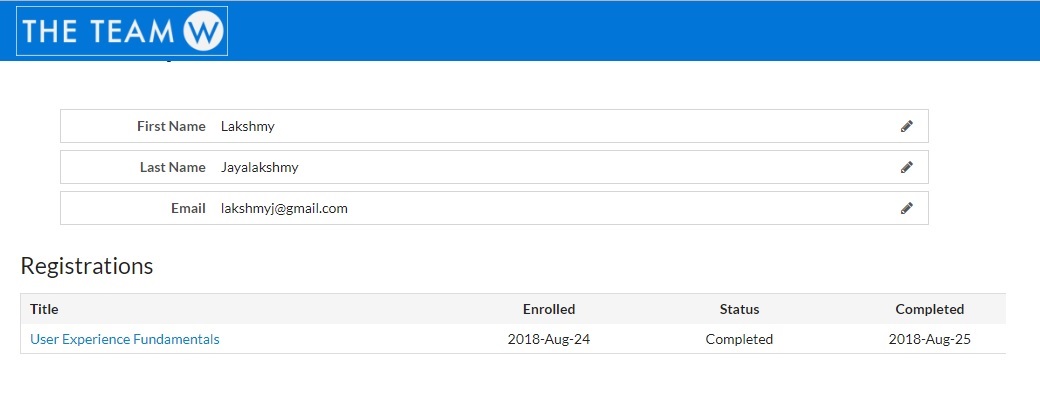 THE TEAM W
First Name Lakshmy
Last Name Jayalakshmy
Email lakshmyj@gmail.com
Registrations
Title Enrolled Status Completed
User Experience Fundamentals 2018-Aug-24 Completed 2018-Aug-25